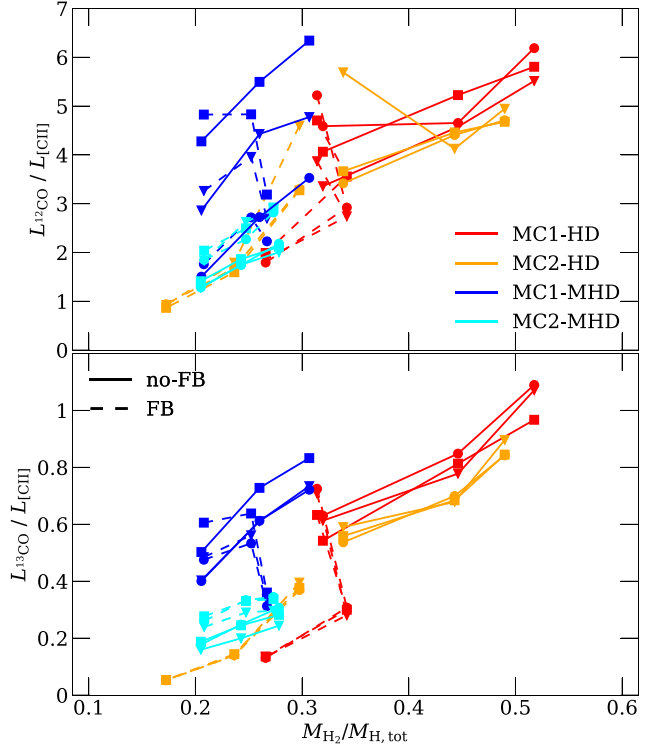 7
6
5
4
3
2
1
0
L12CO / L[CII]
MC1-HD
MC2-HD
MC1-MHD
MC2-MHD
no-FB
FB
1
0.8
0.6
0.4
0.2
0
L13CO / L[CII]
0.1 0.2 0.3 0.4 0.5 0.6
MH2/MH, tot